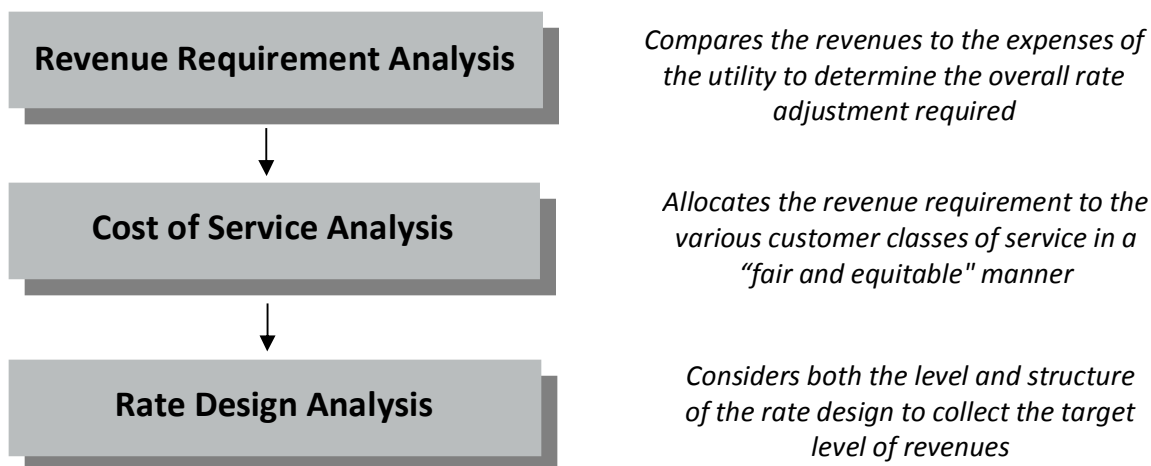 Revenue Requirement Analysis
Compares the revenues to the expenses of
the utility to determine the overall rate
adjustment required
Cost of Service Analysis
Allocates the revenue requirement to the
various customer classes of service in a
“fair and equitable" manner
Rate Design Analysis
Considers both the level and structure
of the rate design to collect the target
level of revenues